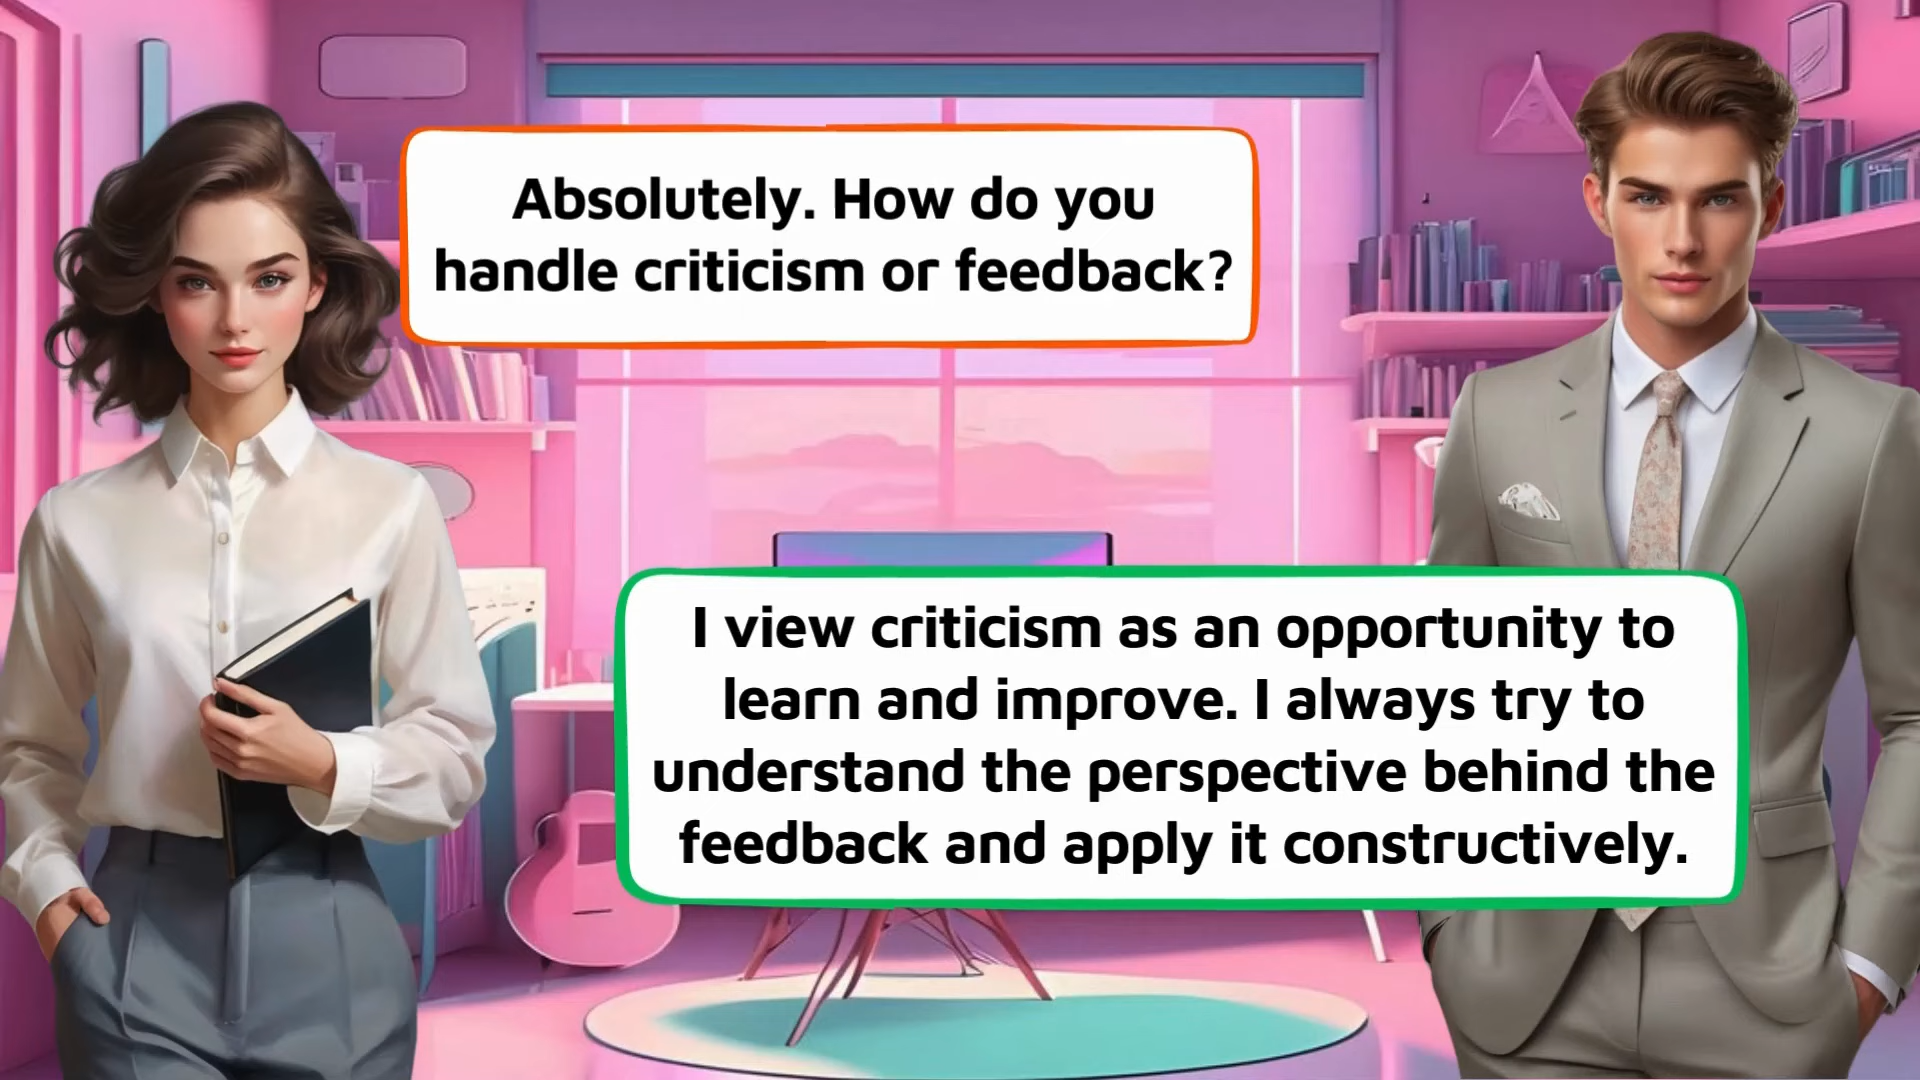 Absolutely. How do you
handle criticism or feedback?
I view criticism as an opportunity to
learn and improve. I always try to
understand the perspective behind the
feedback and apply it constructively.